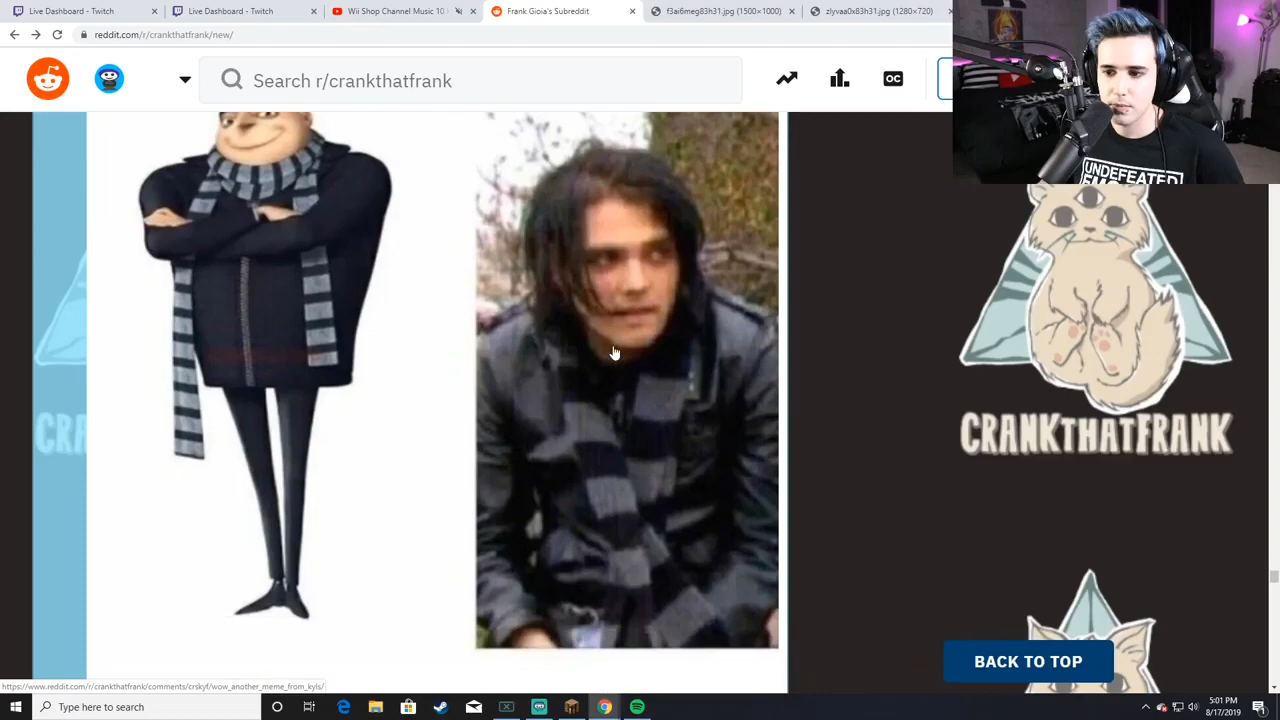 Live Dashboard - Twitch
Live Dashboard - Twitch
Wii Shop Channel Music 10
Frank Gioia's Subreddit
f3ai6meg83h31.jpg (1500×1000)
zlyvaa0x83h31.jpg (1280×720)
reddit.com/r/crankthatfrank/new/
Search r/crankthatfrank
OC
UNDEFEATED
CRANKTHATFRANK
CRA
BACK TO TOP
https://www.reddit.com/r/crankthatfrank/comments/crskyf/wow_another_meme_from_kyls/
Type here to search
5:01 PM
8/17/2019